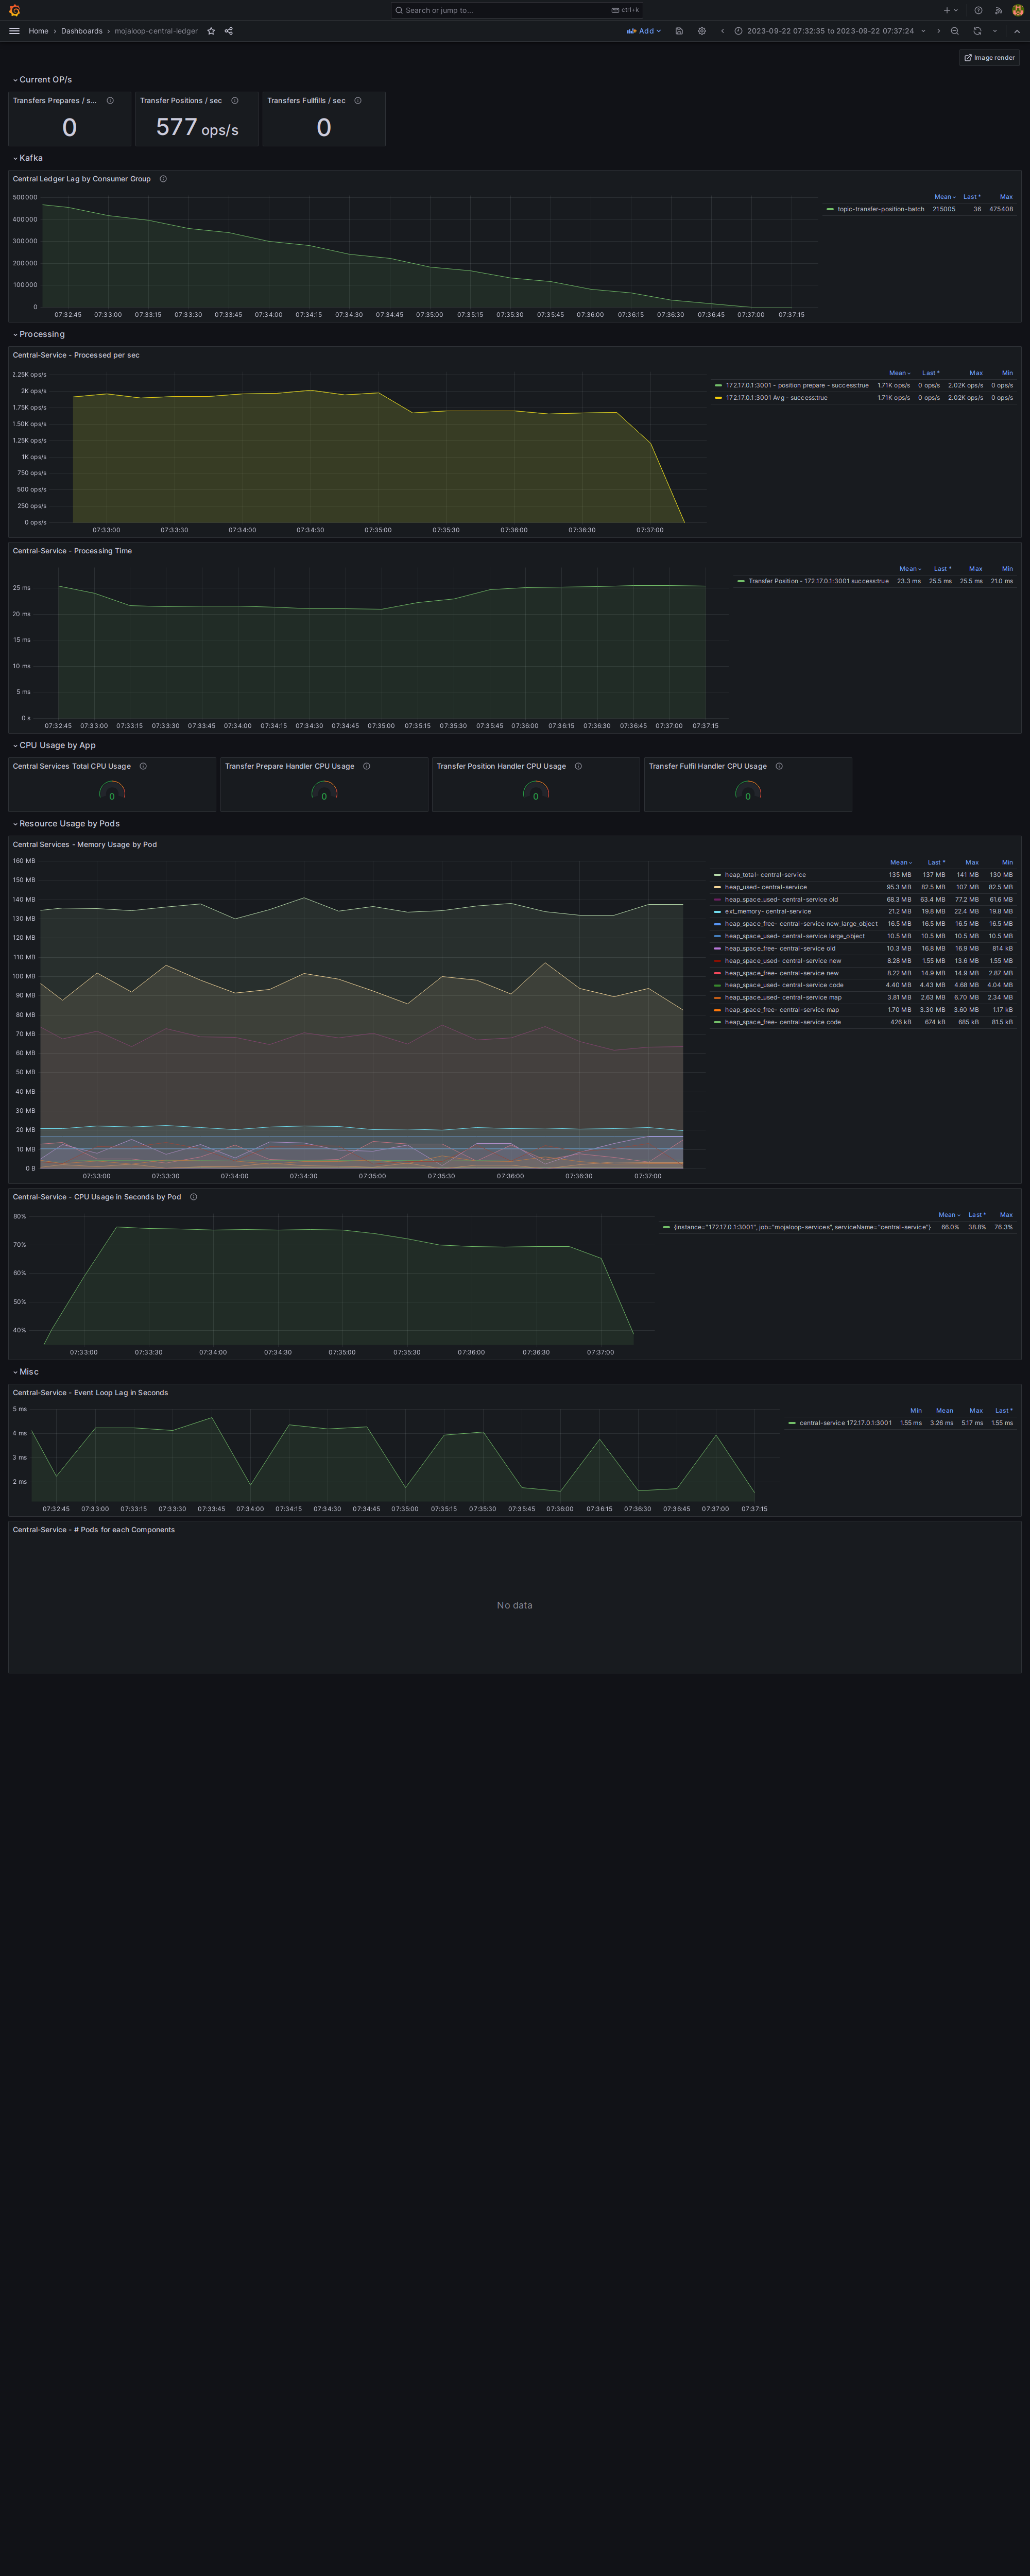 Search or jump to... ctrl+k
Home › Dashboards › mojaloop-central-ledger Add 2023-09-22 07:32:35 to 2023-09-22 07:37:24
Image render
Current OP/s
Transfers Prepares / s... Transfer Positions / sec Transfers Fullfills / sec
0 577 ops/s 0
Kafka
Central Ledger Lag by Consumer Group
Mean Last * Max
topic-transfer-position-batch 215005 36 475408
500000
400000
300000
200000
100000
0
07:32:45 07:33:00 07:33:15 07:33:30 07:33:45 07:34:00 07:34:15 07:34:30 07:34:45 07:35:00 07:35:15 07:35:30 07:35:45 07:36:00 07:36:15 07:36:30 07:36:45 07:37:00 07:37:15
Processing
Central-Service - Processed per sec
Mean Last * Max Min
172.17.0.1:3001 - position prepare - success:true 1.71K ops/s 0 ops/s 2.02K ops/s 0 ops/s
172.17.0.1:3001 Avg - success:true 1.71K ops/s 0 ops/s 2.02K ops/s 0 ops/s
2.25K ops/s
2K ops/s
1.75K ops/s
1.50K ops/s
1.25K ops/s
1K ops/s
750 ops/s
500 ops/s
250 ops/s
0 ops/s
07:33:00 07:33:30 07:34:00 07:34:30 07:35:00 07:35:30 07:36:00 07:36:30 07:37:00
Central-Service - Processing Time
Mean Last * Max Min
Transfer Position - 172.17.0.1:3001 success:true 23.3 ms 25.5 ms 25.5 ms 21.0 ms
25 ms
20 ms
15 ms
10 ms
5 ms
0 s
07:32:45 07:33:00 07:33:15 07:33:30 07:33:45 07:34:00 07:34:15 07:34:30 07:34:45 07:35:00 07:35:15 07:35:30 07:35:45 07:36:00 07:36:15 07:36:30 07:36:45 07:37:00 07:37:15
CPU Usage by App
Central Services Total CPU Usage Transfer Prepare Handler CPU Usage Transfer Position Handler CPU Usage Transfer Fulfil Handler CPU Usage
0 0 0 0
Resource Usage by Pods
Central Services - Memory Usage by Pod
Mean Last * Max Min
heap_total- central-service 135 MB 137 MB 141 MB 130 MB
heap_used- central-service 95.3 MB 82.5 MB 107 MB 82.5 MB
heap_space_used- central-service old 68.3 MB 63.4 MB 77.2 MB 61.6 MB
ext_memory- central-service 21.2 MB 19.8 MB 22.4 MB 19.8 MB
heap_space_free- central-service new_large_object 16.5 MB 16.5 MB 16.5 MB 16.5 MB
heap_space_used- central-service large_object 10.5 MB 10.5 MB 10.5 MB 10.5 MB
heap_space_free- central-service old 10.3 MB 16.8 MB 16.9 MB 814 kB
heap_space_used- central-service new 8.28 MB 1.55 MB 13.6 MB 1.55 MB
heap_space_free- central-service new 8.22 MB 14.9 MB 14.9 MB 2.87 MB
heap_space_used- central-service code 4.40 MB 4.43 MB 4.68 MB 4.04 MB
heap_space_used- central-service map 3.81 MB 2.63 MB 6.70 MB 2.34 MB
heap_space_free- central-service map 1.70 MB 3.30 MB 3.60 MB 1.17 kB
heap_space_free- central-service code 426 kB 674 kB 685 kB 81.5 kB
160 MB
150 MB
140 MB
130 MB
120 MB
110 MB
100 MB
90 MB
80 MB
70 MB
60 MB
50 MB
40 MB
30 MB
20 MB
10 MB
0 B
07:33:00 07:33:30 07:34:00 07:34:30 07:35:00 07:35:30 07:36:00 07:36:30 07:37:00
Central-Service - CPU Usage in Seconds by Pod
Mean Last * Max
{instance="172.17.0.1:3001", job="mojaloop-services", serviceName="central-service"} 66.0% 38.8% 76.3%
80%
70%
60%
50%
40%
07:33:00 07:33:30 07:34:00 07:34:30 07:35:00 07:35:30 07:36:00 07:36:30 07:37:00
Misc
Central-Service - Event Loop Lag in Seconds
Min Mean Max Last *
central-service 172.17.0.1:3001 1.55 ms 3.26 ms 5.17 ms 1.55 ms
5 ms
4 ms
3 ms
2 ms
07:32:45 07:33:00 07:33:15 07:33:30 07:33:45 07:34:00 07:34:15 07:34:30 07:34:45 07:35:00 07:35:15 07:35:30 07:35:45 07:36:00 07:36:15 07:36:30 07:36:45 07:37:00 07:37:15
Central-Service - # Pods for each Components
No data